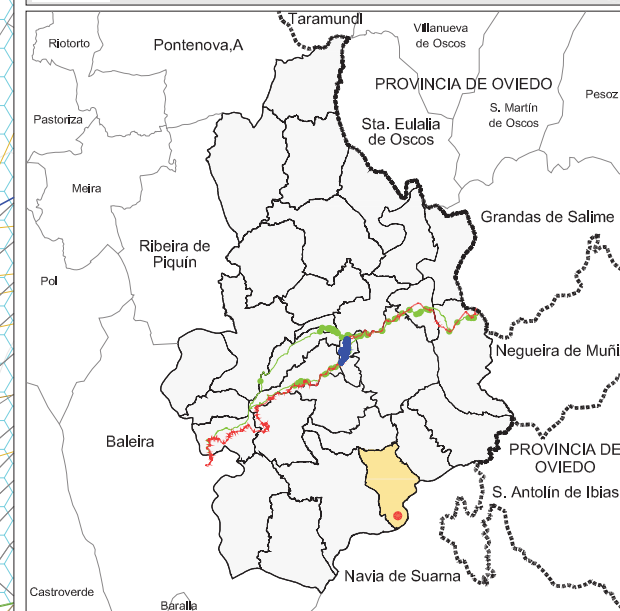 Taramundi
Riotorto
Pontenova,A
Villanueva
de Oscos
PROVINCIA DE OVIEDO
Pesoz
Pastoriza
S. Martín
de Oscos
Sta. Eulalia
de Oscos
Meira
Grandas de Salime
Ribeira de
Piquín
Pol
Negueira de Muñi
Baleira
PROVINCIA DE
OVIEDO
S. Antolín de Ibias
Navia de Suarna
Castroverde
Baralla